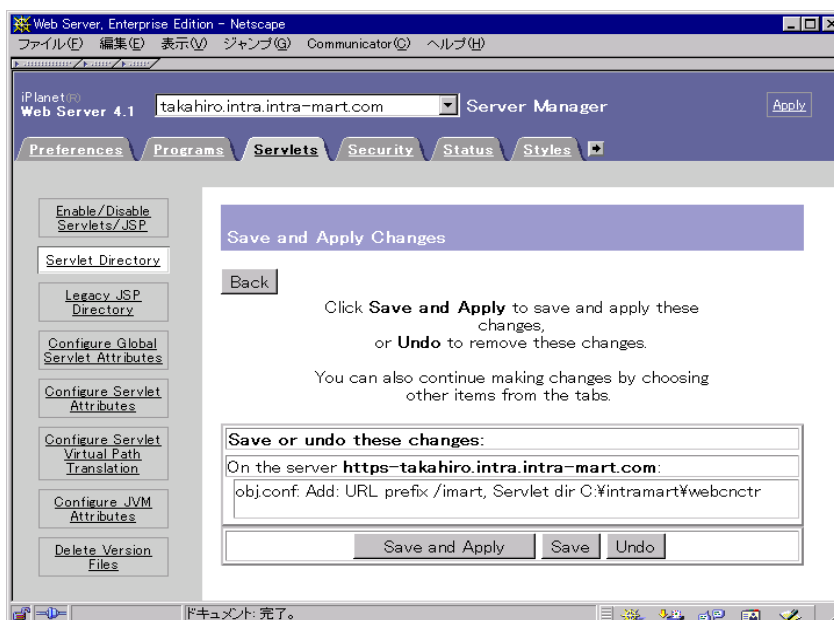 Web Server, Enterprise Edition - Netscape
ファイル(F) 編集(E) 表示(V) ジャンプ(G) Communicator(C) ヘルプ(H)
iPlanet(R)
Web Server 4.1
takahiro.intra.intra-mart.com
Server Manager
Apply
Preferences Programs Servlets Security Status Styles
Enable/Disable
Servlets/JSP
Servlet Directory
Legacy JSP
Directory
Configure Global
Servlet Attributes
Configure Servlet
Attributes
Configure Servlet
Virtual Path
Translation
Configure JVM
Attributes
Delete Version
Files
Save and Apply Changes
Back
Click Save and Apply to save and apply these
changes,
or Undo to remove these changes.
You can also continue making changes by choosing
other items from the tabs.
Save or undo these changes:
On the server https-takahiro.intra.intra-mart.com:
obj.conf: Add: URL prefix /imart, Servlet dir C:¥intramart¥webcnctr
Save and Apply Save Undo
ドキュメント: 完了。